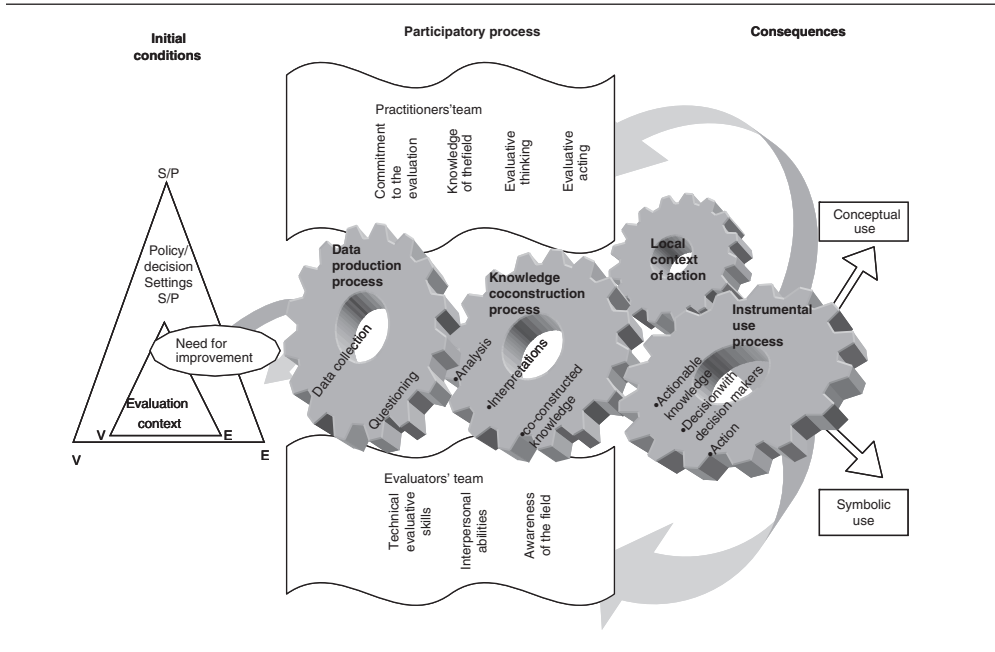 Initial
conditions
Participatory process
Consequences
S/P
Policy/
decision
Settings
S/P
Need for
improvement
Evaluation
context
V
E
V
E
Practitioners'team
Commitment
to the
evaluation
Knowledge
of thefield
Evaluative
thinking
Evaluative
acting
Data
production
process
Data collection
Questioning
Knowledge
coconstruction
process
•Analysis
•Interpretations
•co-constructed
knowledge
Local
context
of action
Instrumental
use
process
•Actionable
knowledge
•Decisionwith
decision makers
•Action
Evaluators' team
Technical
evaluative
skills
Interpersonal
abilities
Awareness
of the field
Conceptual
use
Symbolic
use